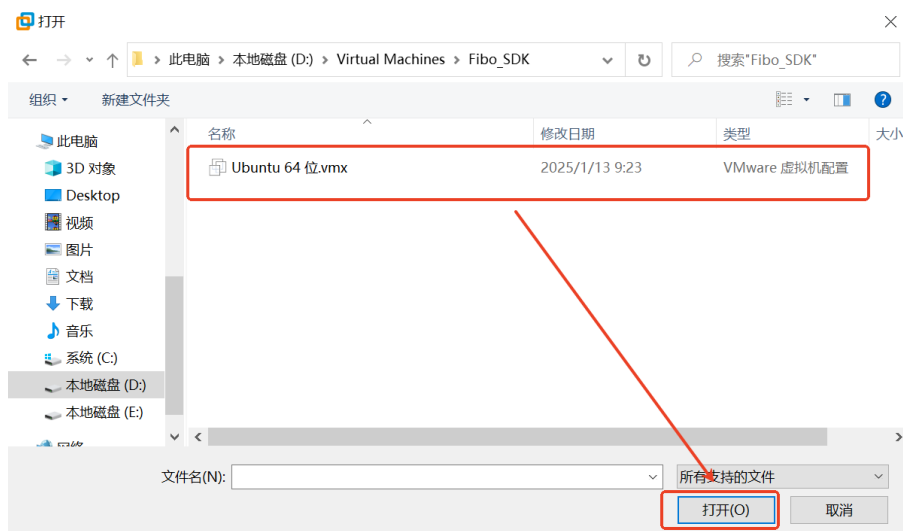 打开
此电脑 > 本地磁盘 (D:) > Virtual Machines > Fibo_SDK
搜索"Fibo_SDK"
组织
新建文件夹
名称
修改日期
类型
大小
此电脑
3D 对象
Desktop
视频
图片
文档
下载
音乐
系统 (C:)
本地磁盘 (D:)
本地磁盘 (E:)
Ubuntu 64 位.vmx
2025/1/13 9:23
VMware 虚拟机配置
文件名(N):
所有支持的文件
打开(O)
取消